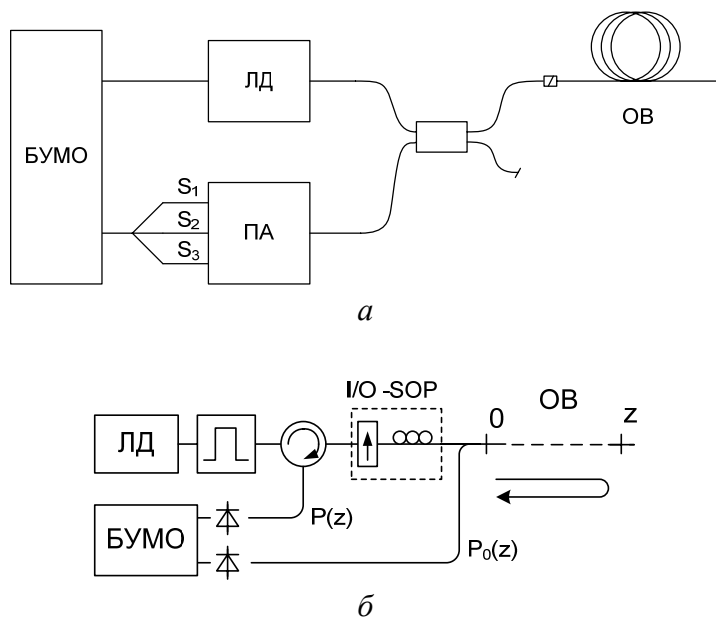 ЛД
БУМО
ОВ
S₁
S₂
S₃
ПА
а
I/O -SOP
0
ОВ
z
ЛД
БУМО
P(z)
P₀(z)
б